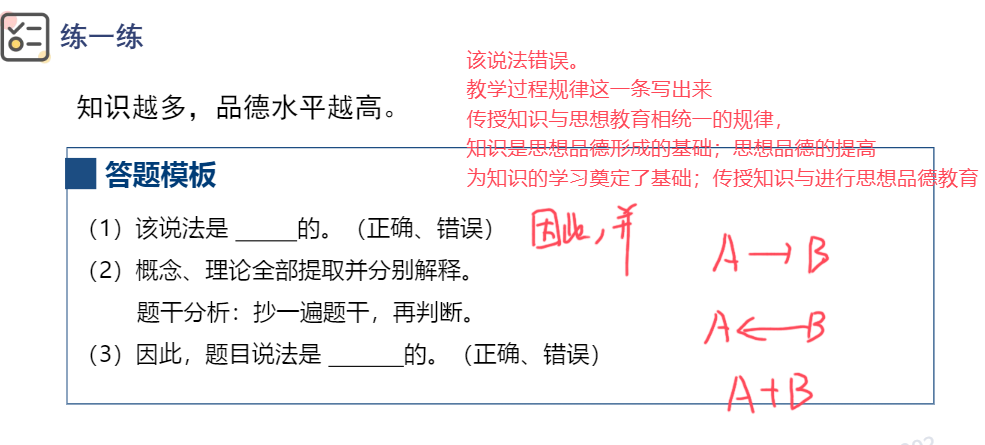 练一练
知识越多，品德水平越高。
该说法错误。
教学过程规律这一条写出来
传授知识与思想教育相统一的规律，
知识是思想品德形成的基础；思想品德的提高
为知识的学习奠定了基础；传授知识与进行思想品德教育
答题模板
（1）该说法是 _____的。（正确、错误）
（2）概念、理论全部提取并分别解释。
题干分析：抄一遍题干，再判断。
（3）因此，题目说法是 ______的。（正确、错误）
因此，并
A→B
A←B
A+B